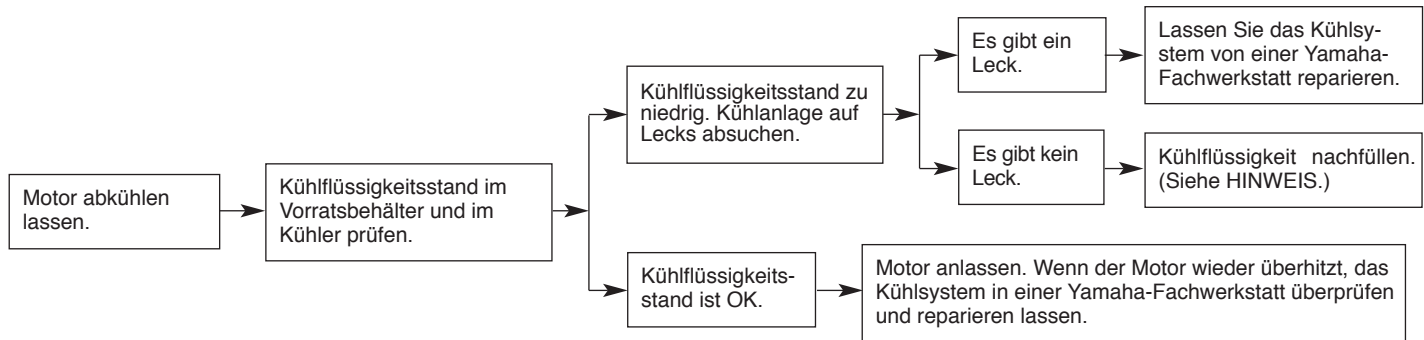 Motor abkühlen
lassen.
Kühlflüssigkeitsstand im
Vorratsbehälter und im
Kühler prüfen.
Kühlflüssigkeitsstand zu
niedrig. Kühlanlage auf
Lecks absuchen.
Es gibt ein
Leck.
Lassen Sie das Kühlsy-
stem von einer Yamaha-
Fachwerkstatt reparieren.
Es gibt kein
Leck.
Kühlflüssigkeit nachfüllen.
(Siehe HINWEIS.)
Kühlflüssigkeits-
stand ist OK.
Motor anlassen. Wenn der Motor wieder überhitzt, das
Kühlsystem in einer Yamaha-Fachwerkstatt überprüfen
und reparieren lassen.